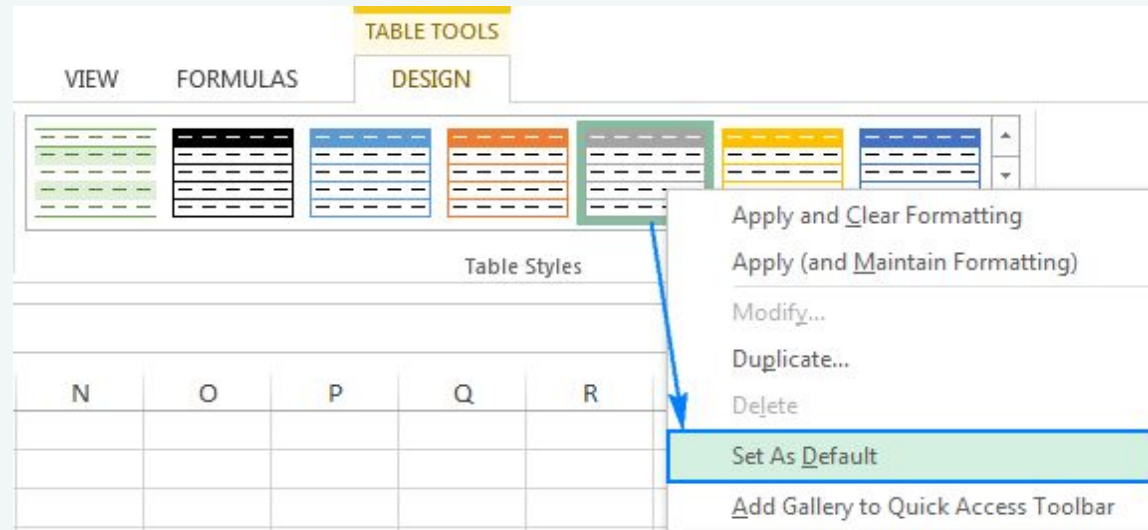 TABLE TOOLS
VIEW FORMULAS DESIGN
Apply and Clear Formatting
Table Styles
Apply (and Maintain Formatting)
Modify...
Duplicate...
N O P Q R
Delete
Set As Default
Add Gallery to Quick Access Toolbar